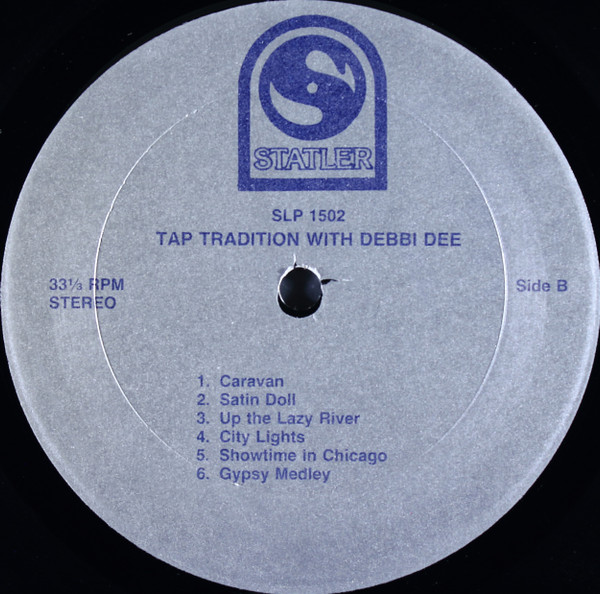 STATLER
SLP 1502
TAP TRADITION WITH DEBBI DEE
33⅓ RPM
STEREO
Side B
1. Caravan
2. Satin Doll
3. Up the Lazy River
4. City Lights
5. Showtime in Chicago
6. Gypsy Medley